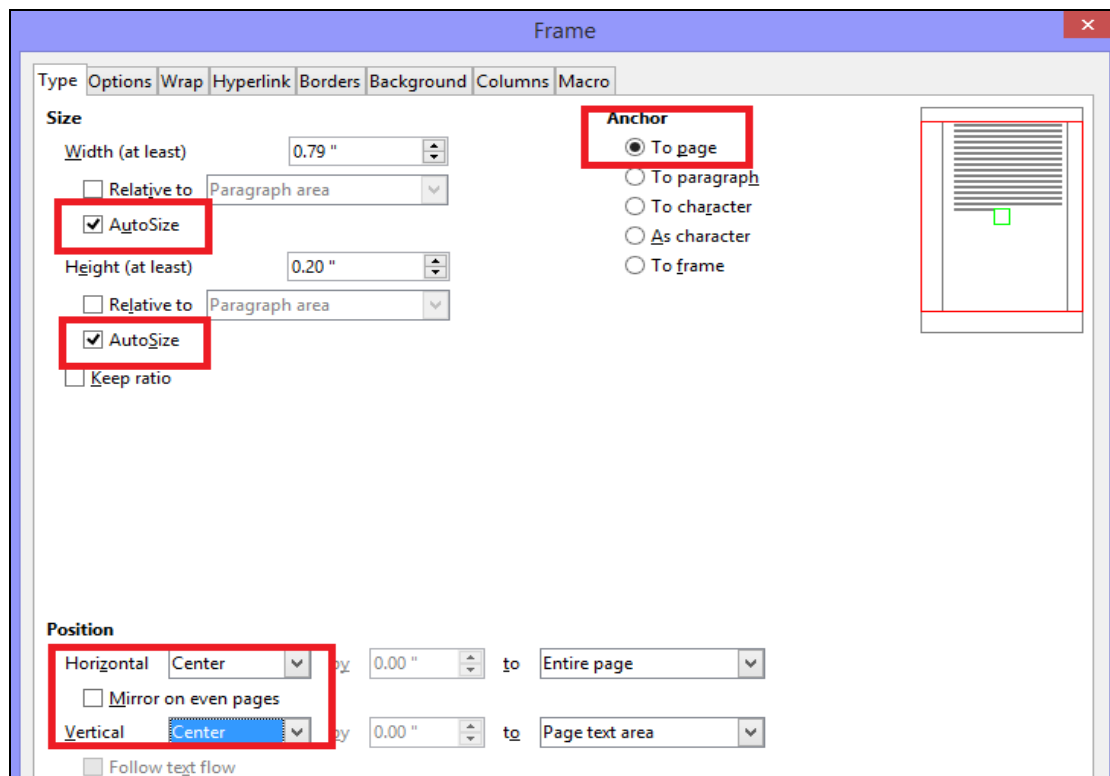 Frame
Type Options Wrap Hyperlink Borders Background Columns Macro
Size
Width (at least) 0.79 "
Relative to Paragraph area
AutoSize
Height (at least) 0.20 "
Relative to Paragraph area
AutoSize
Keep ratio
Anchor
To page
To paragraph
To character
As character
To frame
Position
Horizontal Center by 0.00 " to Entire page
Mirror on even pages
Vertical Center by 0.00 " to Page text area
Follow text flow